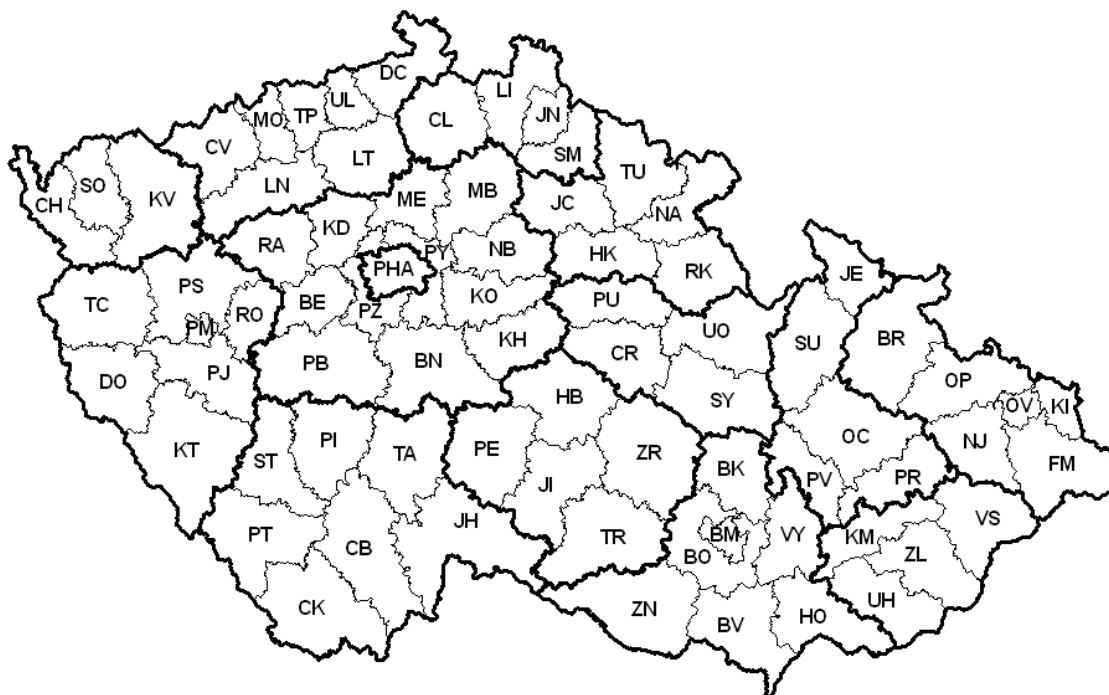 DC
LI
UL
MO
TP
CL
JN
CV
LT
SM
TU
SO
CH
KV
LN
ME
MB
JC
NA
RA
KD
PY
NB
HK
RK
PHA
JE
TC
PS
RO
BE
PZ
KO
PU
UO
SU
BR
PM
KH
CR
OP
DO
PJ
PB
BN
SY
OV
KI
HB
KT
ST
PI
TA
PE
ZR
OC
NJ
FM
JI
BK
PV
PR
PT
CB
JH
TR
BO
BM
VY
KM
VS
ZL
CK
ZN
BV
HO
UH